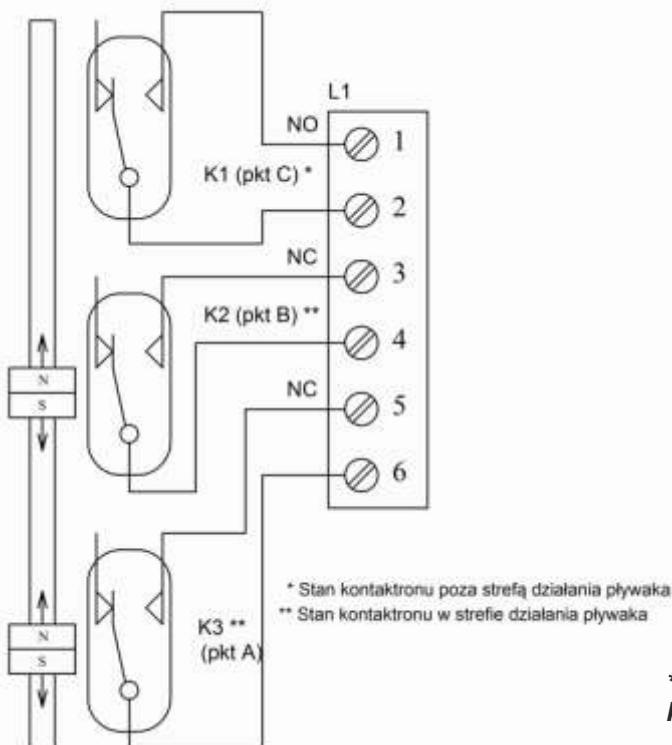 L1
NO
1
K1 (pkt C) *
2
NC
3
K2 (pkt B) **
4
N
S
NC
5
6
* Stan kontaktronu poza strefą działania pływaka
** Stan kontaktronu w strefie działania pływaka
K3 **
(pkt A)
N
S
*